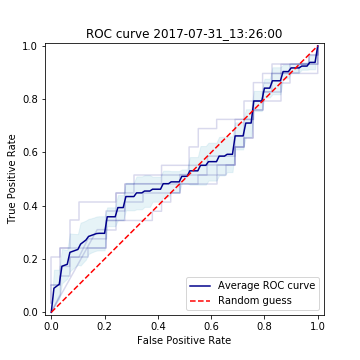 ROC curve 2017-07-31_13:26:00
True Positive Rate
1.0
0.8
0.6
0.4
0.2
0.0
Average ROC curve
Random guess
0.0 0.2 0.4 0.6 0.8 1.0
False Positive Rate